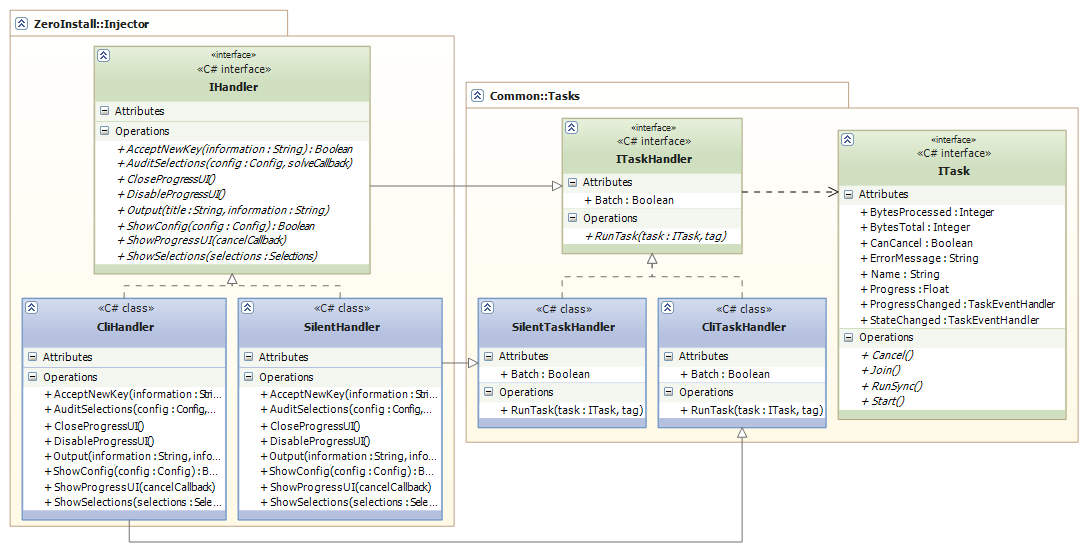 ZeroInstall::Injector
«interface»
«C# interface»
IHandler
Attributes
Operations
+ AcceptNewKey(information : String) : Boolean
+ AuditSelections(config : Config, solveCallback)
+ CloseProgressUI()
+ DisableProgressUI()
+ Output(title : String, information : String)
+ ShowConfig(config : Config) : Boolean
+ ShowProgressUI(cancelCallback)
+ ShowSelections(selections : Selections)
«C# class»
CliHandler
Attributes
Operations
+ AcceptNewKey(information : Stri...
+ AuditSelections(config : Config,...
+ CloseProgressUI()
+ DisableProgressUI()
+ Output(information : String, info...
+ ShowConfig(config : Config) : B...
+ ShowProgressUI(cancelCallback)
+ ShowSelections(selections : Sele...
«C# class»
SilentHandler
Attributes
Operations
+ AcceptNewKey(information : Stri...
+ AuditSelections(config : Config,...
+ CloseProgressUI()
+ DisableProgressUI()
+ Output(information : String, info...
+ ShowConfig(config : Config) : B...
+ ShowProgressUI(cancelCallback)
+ ShowSelections(selections : Sele...
Common::Tasks
«interface»
«C# interface»
ITaskHandler
Attributes
+ Batch : Boolean
Operations
+ RunTask(task : ITask, tag)
«interface»
«C# interface»
ITask
Attributes
+ BytesProcessed : Integer
+ BytesTotal : Integer
+ CanCancel : Boolean
+ ErrorMessage : String
+ Name : String
+ Progress : Float
+ ProgressChanged : TaskEventHandler
+ StateChanged : TaskEventHandler
Operations
+ Cancel()
+ Join()
+ RunSync()
+ Start()
«C# class»
SilentTaskHandler
Attributes
+ Batch : Boolean
Operations
+ RunTask(task : ITask, tag)
«C# class»
CliTaskHandler
Attributes
+ Batch : Boolean
Operations
+ RunTask(task : ITask, tag)